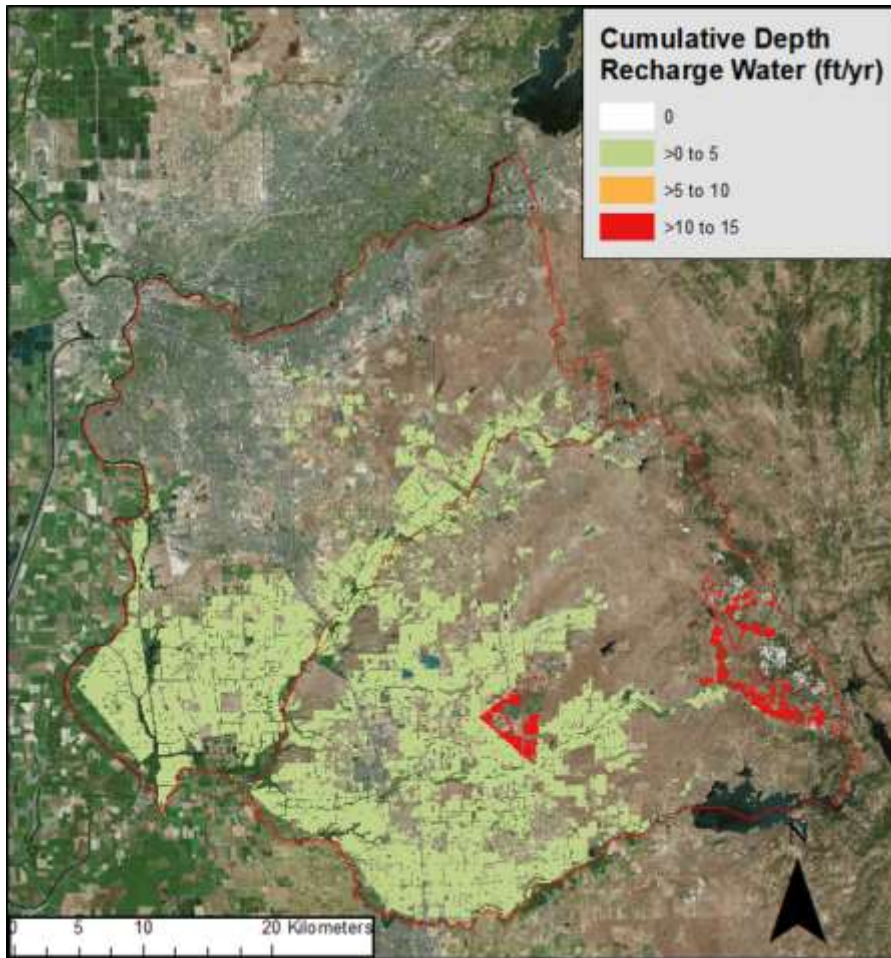 Cumulative Depth
Recharge Water (ft/yr)
0
>0 to 5
>5 to 10
>10 to 15
N
0 5 10 20 Kilometers